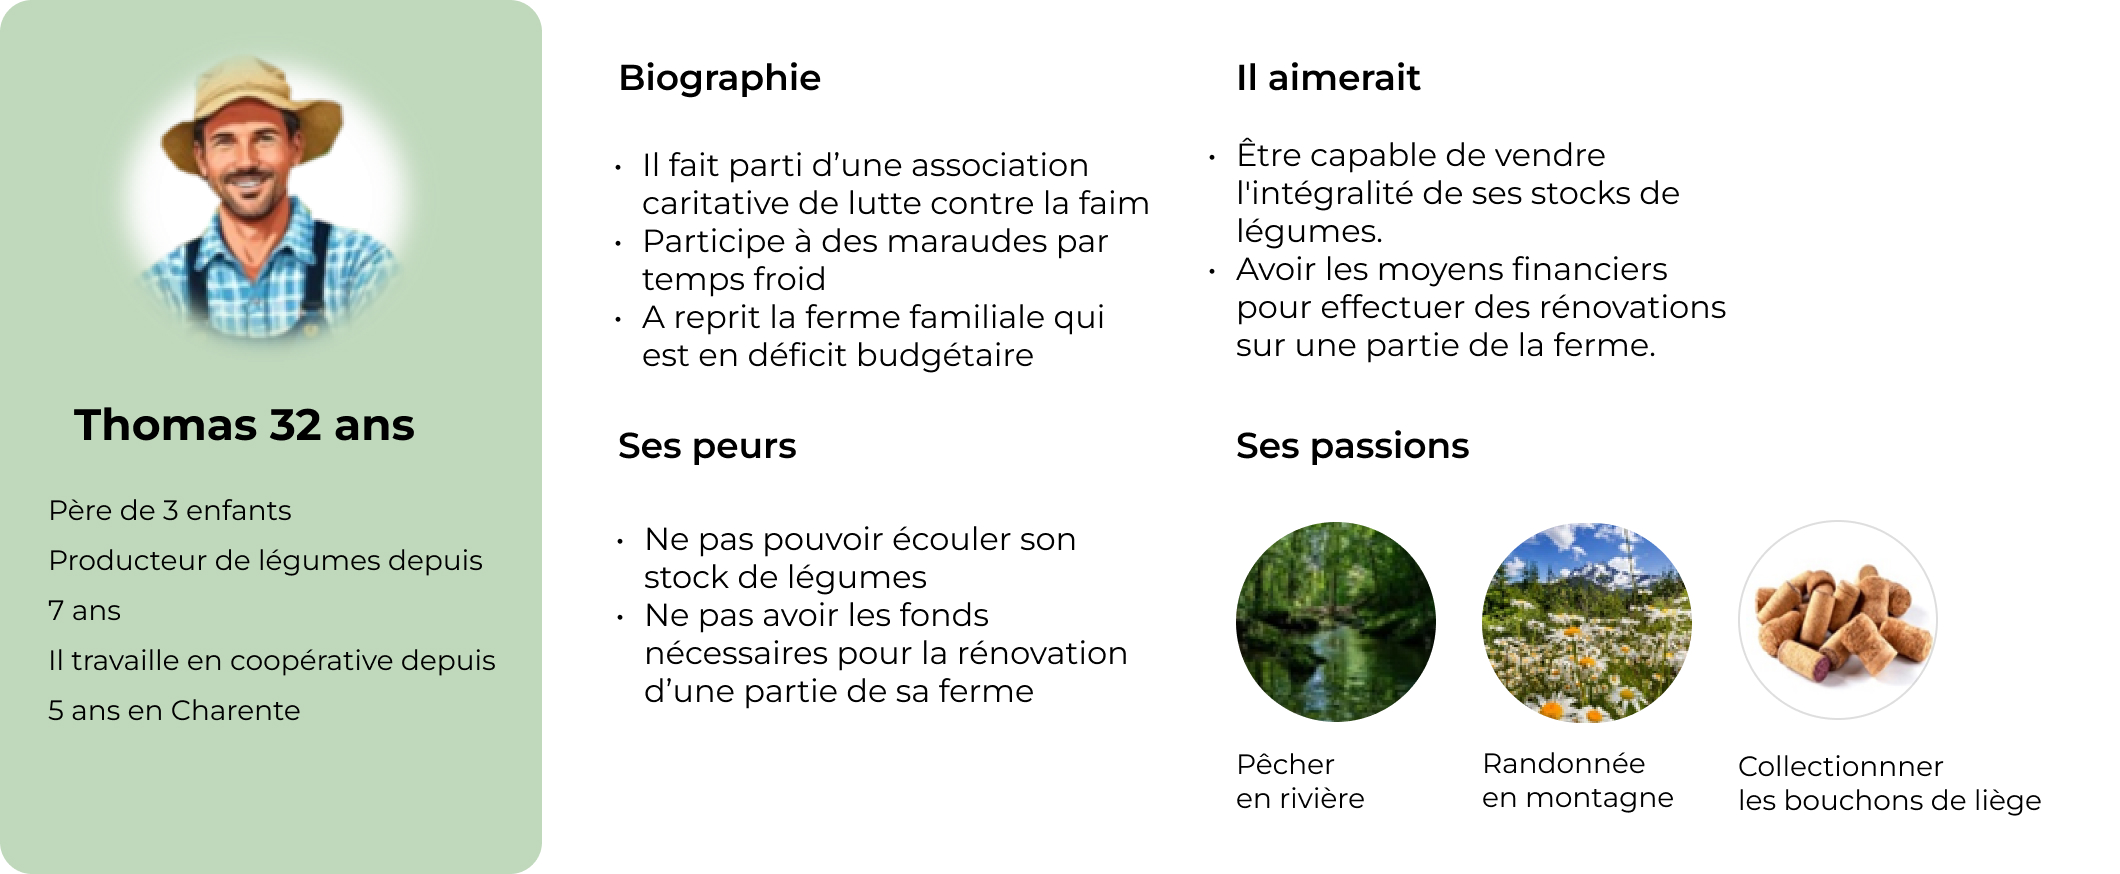 Thomas 32 ans
Père de 3 enfants
Producteur de légumes depuis
7 ans
Il travaille en coopérative depuis
5 ans en Charente
Biographie
• Il fait parti d’une association
caritative de lutte contre la faim
• Participe à des maraudes par
temps froid
• A reprit la ferme familiale qui
est en déficit budgétaire
Il aimerait
• Être capable de vendre
l'intégralité de ses stocks de
légumes.
• Avoir les moyens financiers
pour effectuer des rénovations
sur une partie de la ferme.
Ses peurs
• Ne pas pouvoir écouler son
stock de légumes
• Ne pas avoir les fonds
nécessaires pour la rénovation
d’une partie de sa ferme
Ses passions
Pêcher
en rivière
Randonnée
en montagne
Collectionnner
les bouchons de liège